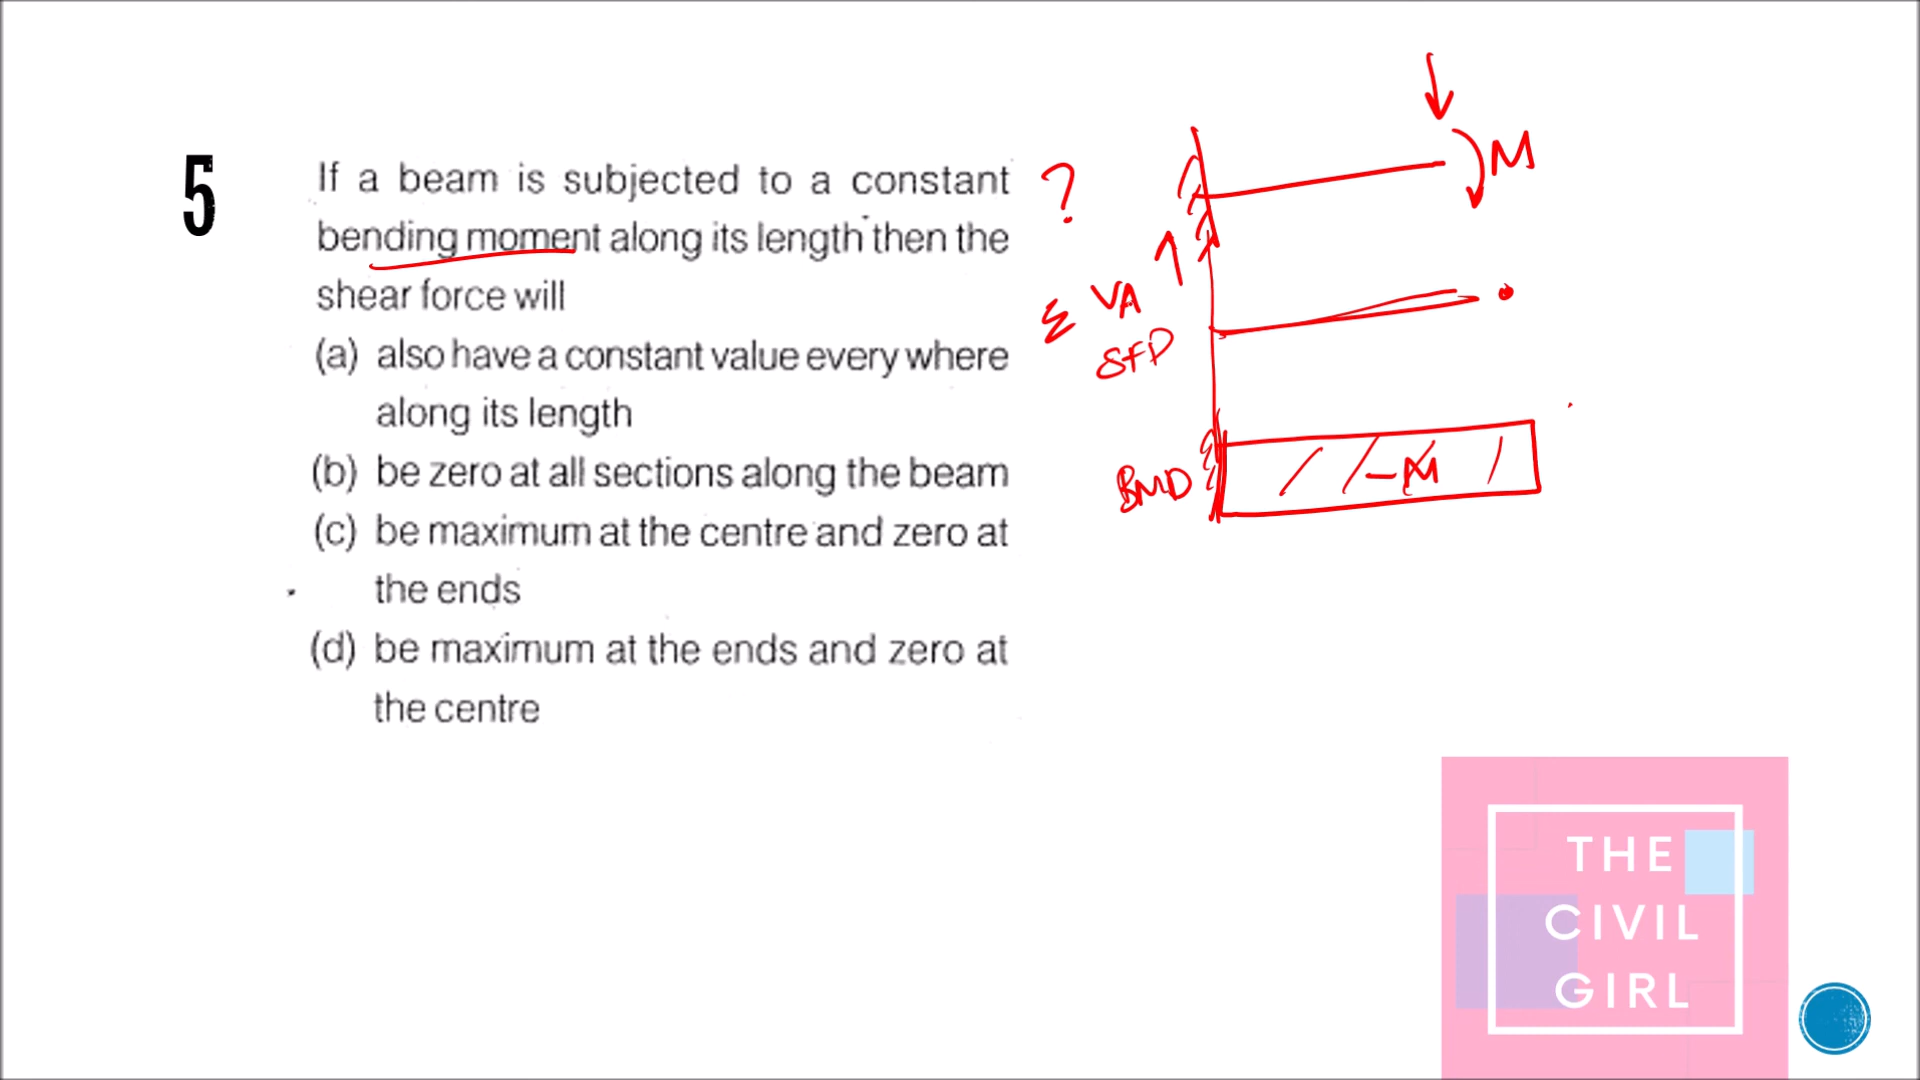 5
If a beam is subjected to a constant
bending moment along its length then the
shear force will
(a) also have a constant value every where
along its length
(b) be zero at all sections along the beam
(c) be maximum at the centre and zero at
the ends
(d) be maximum at the ends and zero at
the centre
?
M
Σ VA
SFD
BMD
-M
THE
CIVIL
GIRL